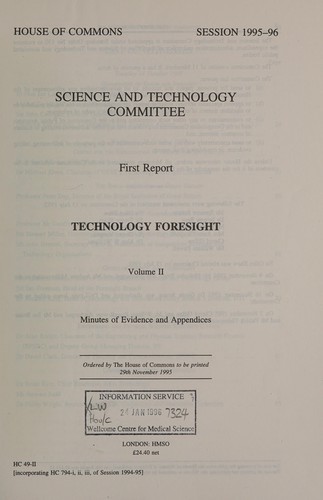 HOUSE OF COMMONS SESSION 1995–96
SCIENCE AND TECHNOLOGY
COMMITTEE
First Report
TECHNOLOGY FORESIGHT
Volume II
Minutes of Evidence and Appendices
Ordered by The House of Commons to be printed
29th November 1995
INFORMATION SERVICE
24 JAN 1996 7324
Wellcome Centre for Medical Science
LONDON: HMSO
£24.40 net
HC 49-II
[incorporating HC 794-i, ii, iii, of Session 1994-95]